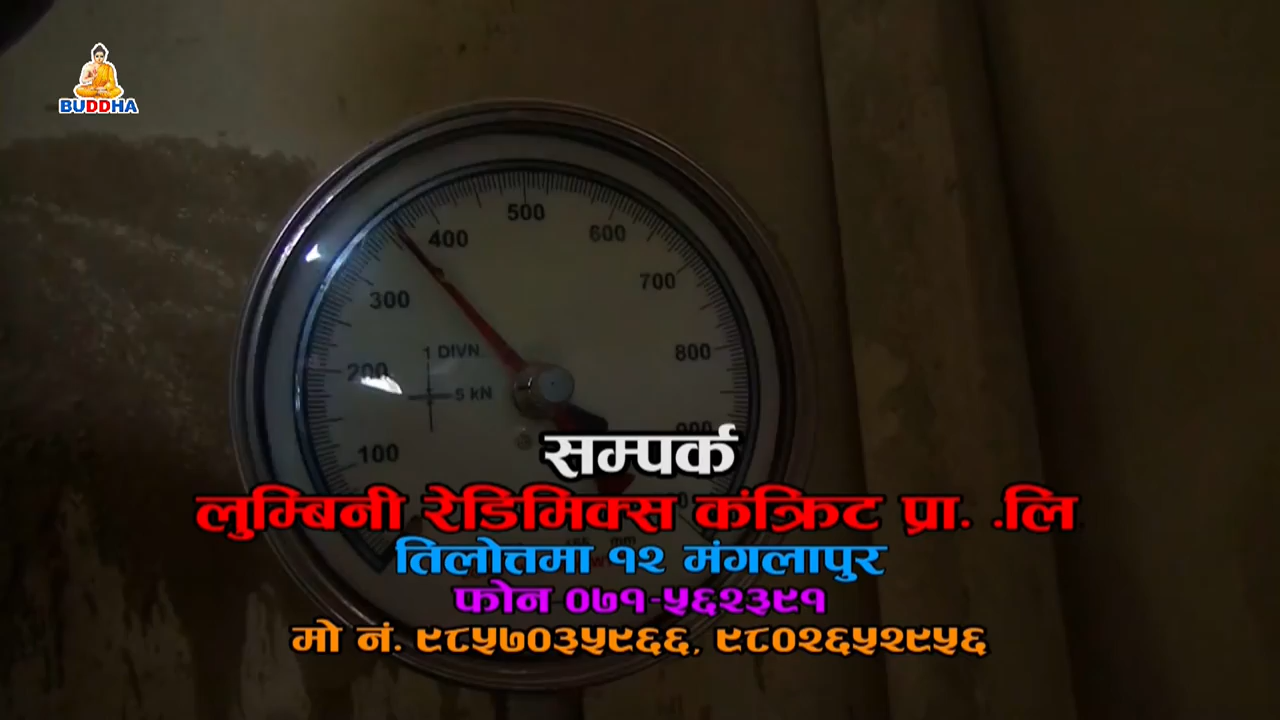 BUDDHA
500
400
600
300
700
1 DIVN.
800
200
5 kN
900
100
सम्पर्क
लुम्बिनी रेडिमिक्स कंक्रिट प्रा. .लि
तिलोत्तमा १२ मंगलापुर
फोन ०७१-५६२३९१
मो नं. ९८५७०३५९६६, ९८०२६५२९५६